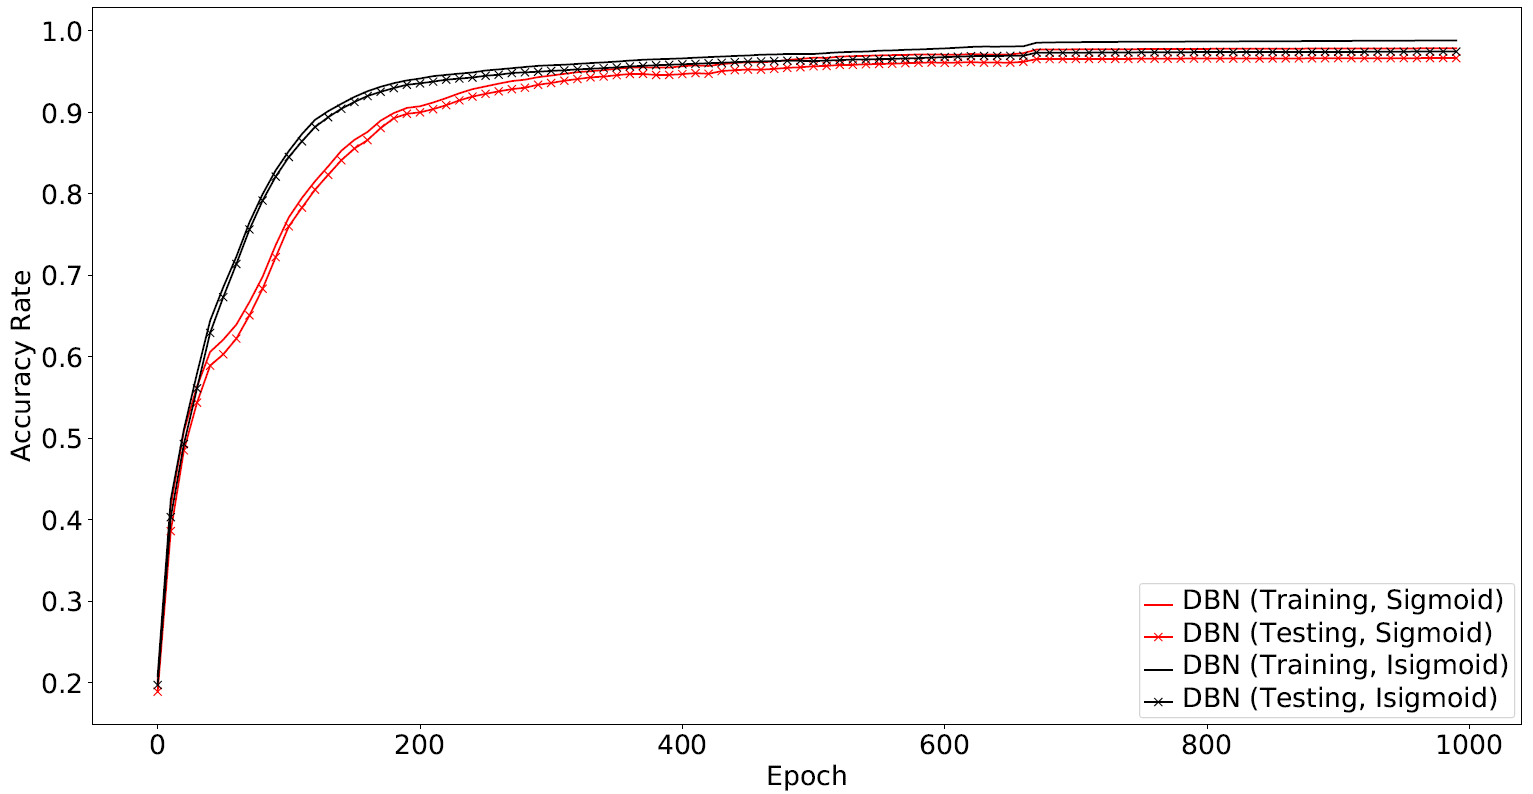 1.0
0.9
0.8
0.7
0.6
0.5
0.4
0.3
0.2
Accuracy Rate
0 200 400 600 800 1000
Epoch
DBN (Training, Sigmoid)
DBN (Testing, Sigmoid)
DBN (Training, Isigmoid)
DBN (Testing, Isigmoid)